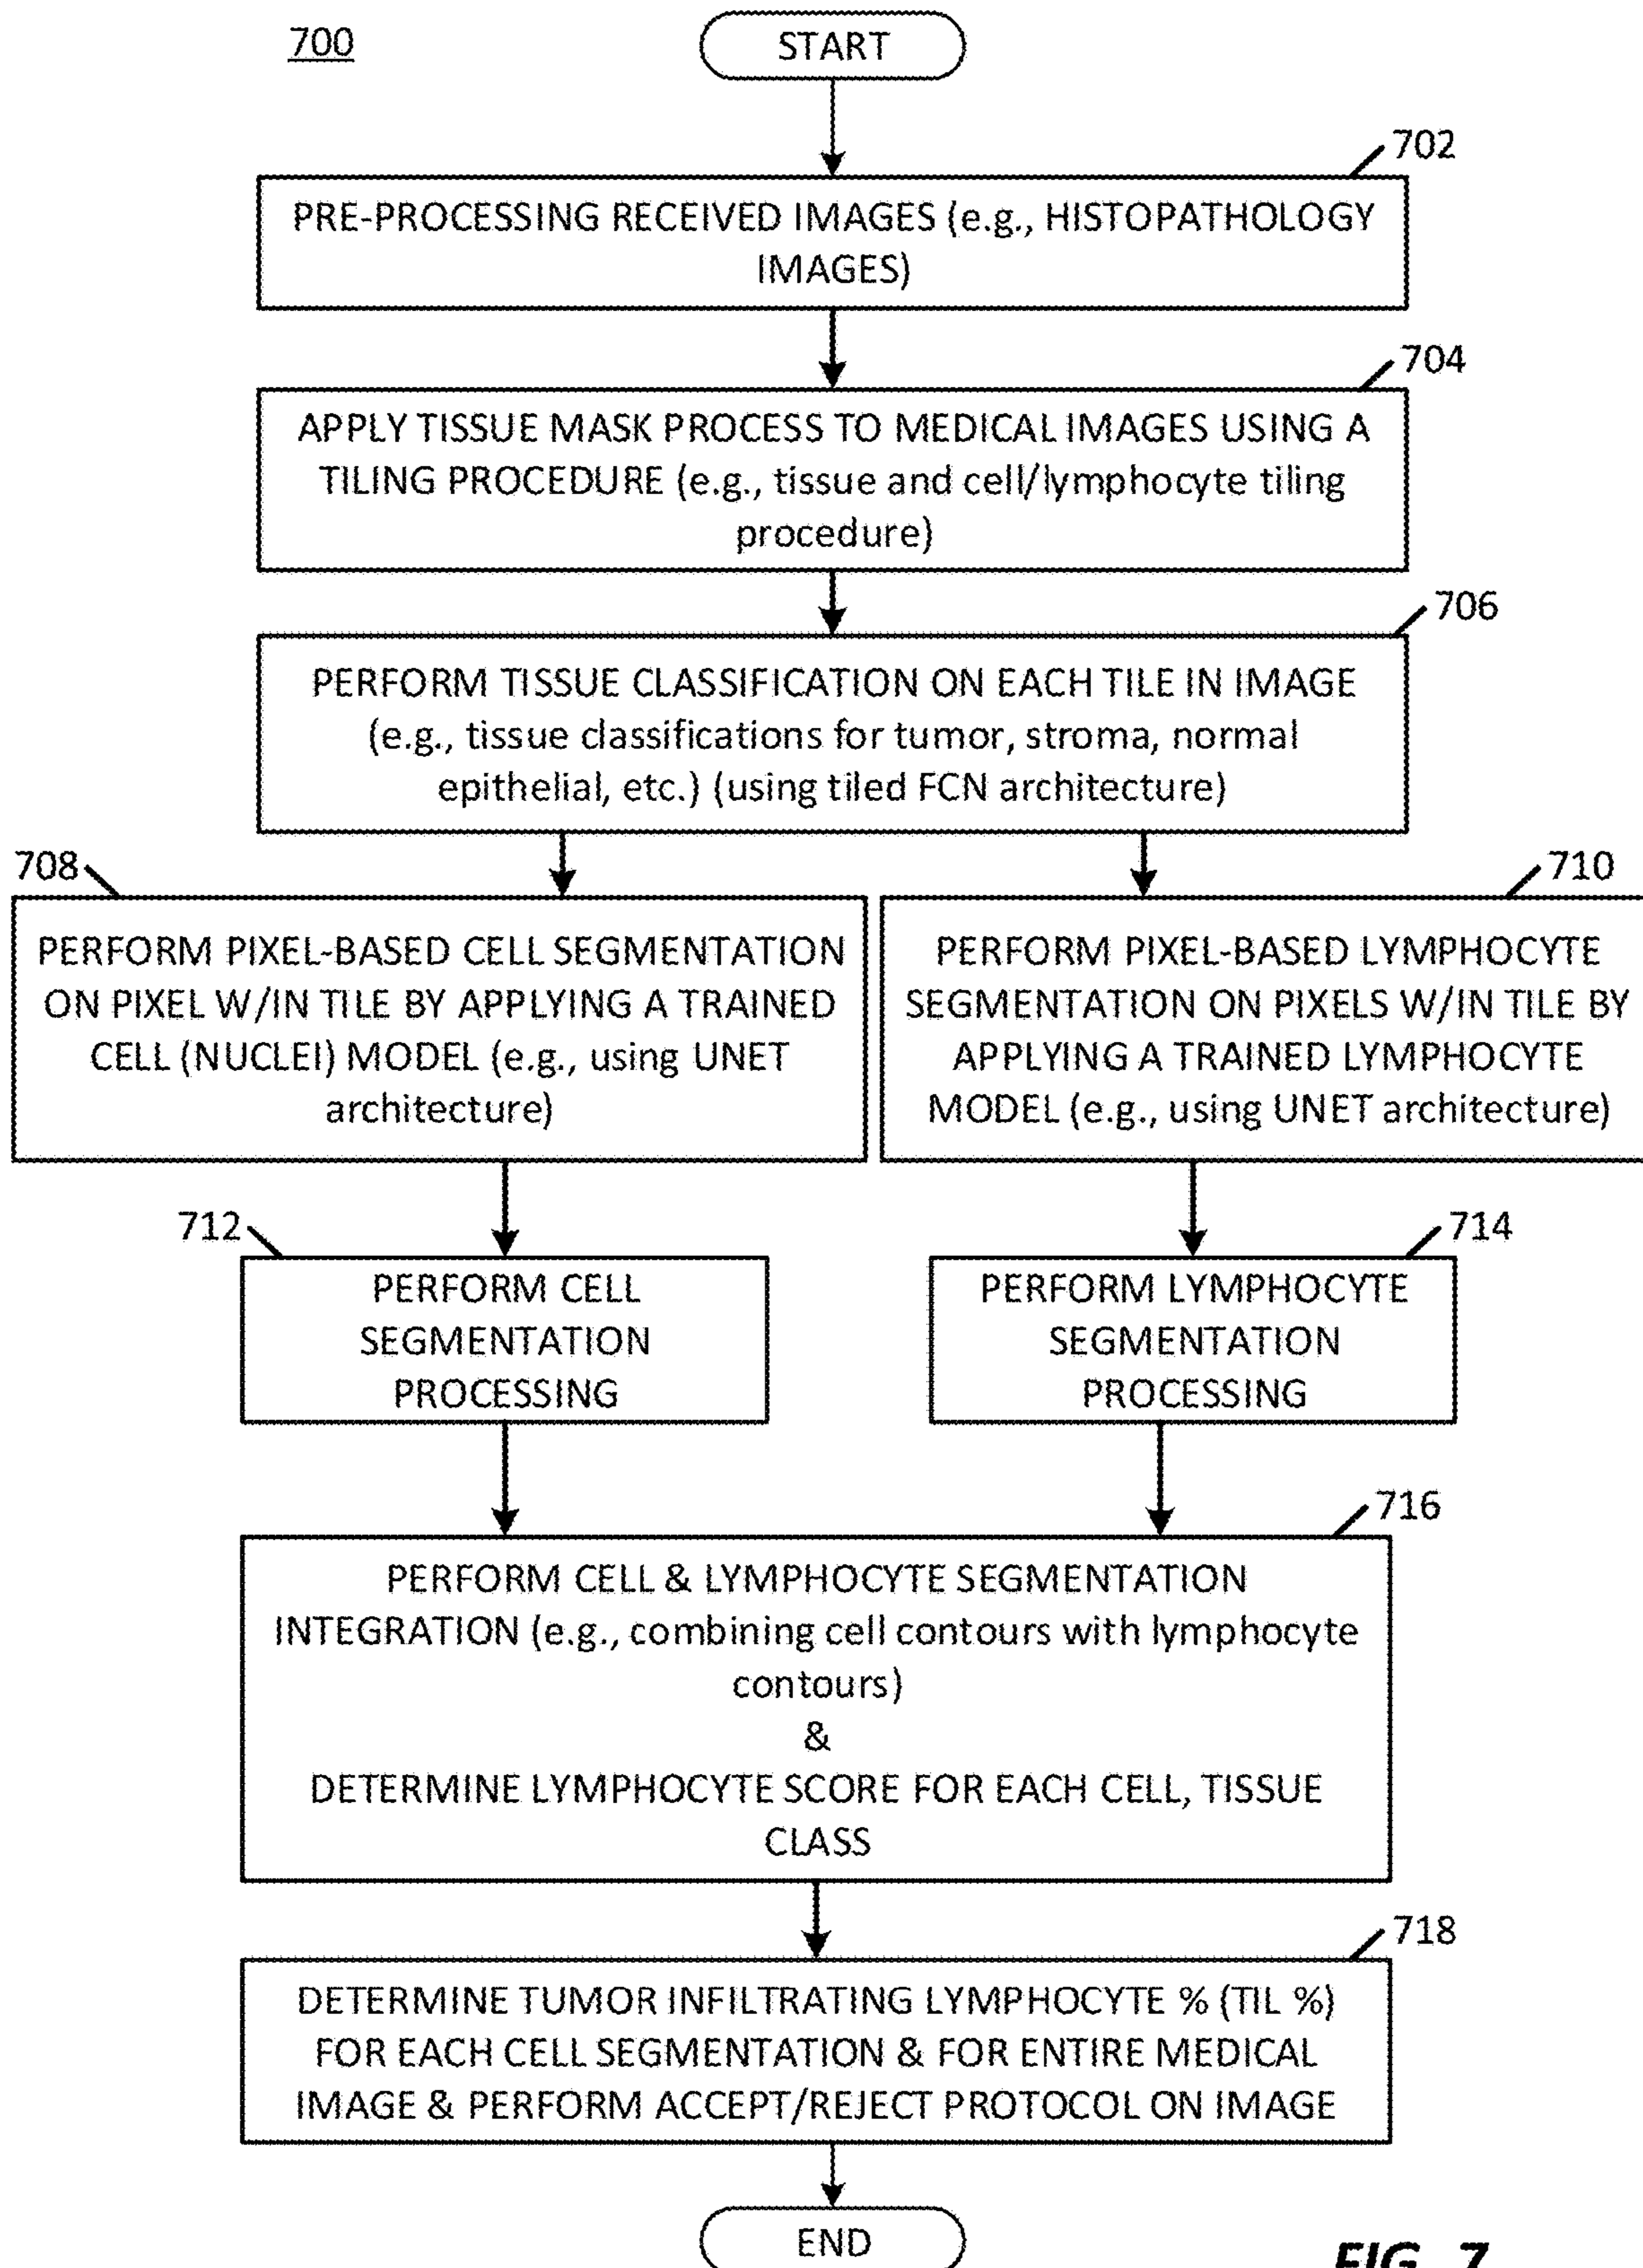 700
START
702
PRE-PROCESSING RECEIVED IMAGES (e.g., HISTOPATHOLOGY
IMAGES)
704
APPLY TISSUE MASK PROCESS TO MEDICAL IMAGES USING A
TILING PROCEDURE (e.g., tissue and cell/lymphocyte tiling
procedure)
706
PERFORM TISSUE CLASSIFICATION ON EACH TILE IN IMAGE
(e.g., tissue classifications for tumor, stroma, normal
epithelial, etc.) (using tiled FCN architecture)
708
PERFORM PIXEL-BASED CELL SEGMENTATION
ON PIXEL W/IN TILE BY APPLYING A TRAINED
CELL (NUCLEI) MODEL (e.g., using UNET
architecture)
710
PERFORM PIXEL-BASED LYMPHOCYTE
SEGMENTATION ON PIXELS W/IN TILE BY
APPLYING A TRAINED LYMPHOCYTE
MODEL (e.g., using UNET architecture)
712
PERFORM CELL
SEGMENTATION
PROCESSING
714
PERFORM LYMPHOCYTE
SEGMENTATION
PROCESSING
716
PERFORM CELL & LYMPHOCYTE SEGMENTATION
INTEGRATION (e.g., combining cell contours with lymphocyte
contours)
&
DETERMINE LYMPHOCYTE SCORE FOR EACH CELL, TISSUE
CLASS
718
DETERMINE TUMOR INFILTRATING LYMPHOCYTE % (TIL %)
FOR EACH CELL SEGMENTATION & FOR ENTIRE MEDICAL
IMAGE & PERFORM ACCEPT/REJECT PROTOCOL ON IMAGE
END
FIG. 7